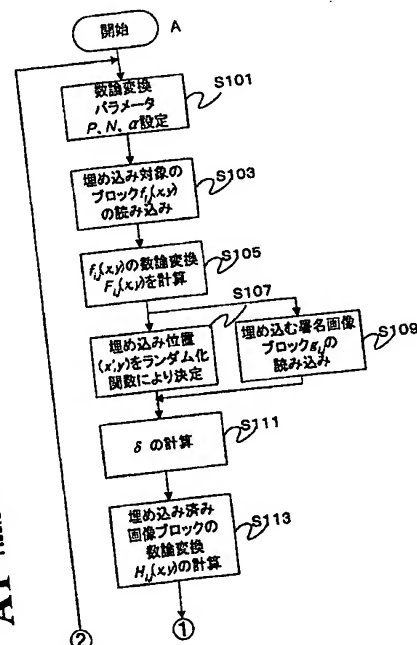 開始
A
数論変換
パラメータ
P、N、α設定
S101
埋め込み対象の
ブロックfi,j(x,y)
の読み込み
S103
fi,j(x,y)の数論変換
Fi,j(x,y)を計算
S105
S107
埋め込み位置
(x',y')をランダム化
関数により決定
埋め込む署名画像
ブロックgi,jの
読み込み
S109
δ の計算
S111
埋め込み済み
画像ブロックの
数論変換
Hi,j(x,y)の計算
S113
①
②